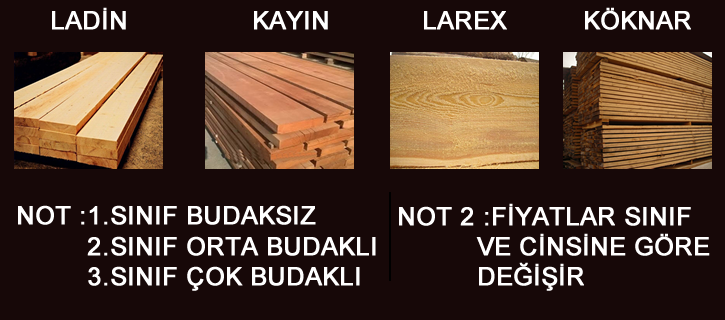 LADİN
KAYIN
LAREX
KÖKNAR
NOT :1.SINIF BUDAKSIZ
2.SINIF ORTA BUDAKLI
3.SINIF ÇOK BUDAKLI
NOT 2 :FİYATLAR SINIF
VE CİNSİNE GÖRE
DEĞİŞİR